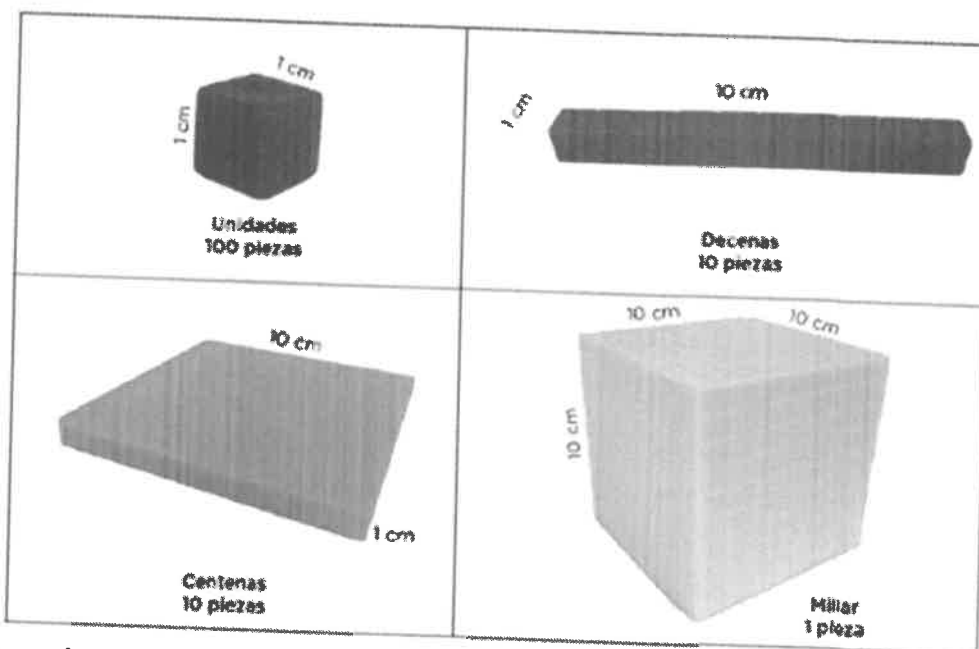 1 cm
1 cm
Unidades
100 piezas
10 cm
1 cm
Decenas
10 piezas
10 cm
1 cm
Centenas
10 piezas
10 cm
10 cm
10 cm
Millar
1 pieza